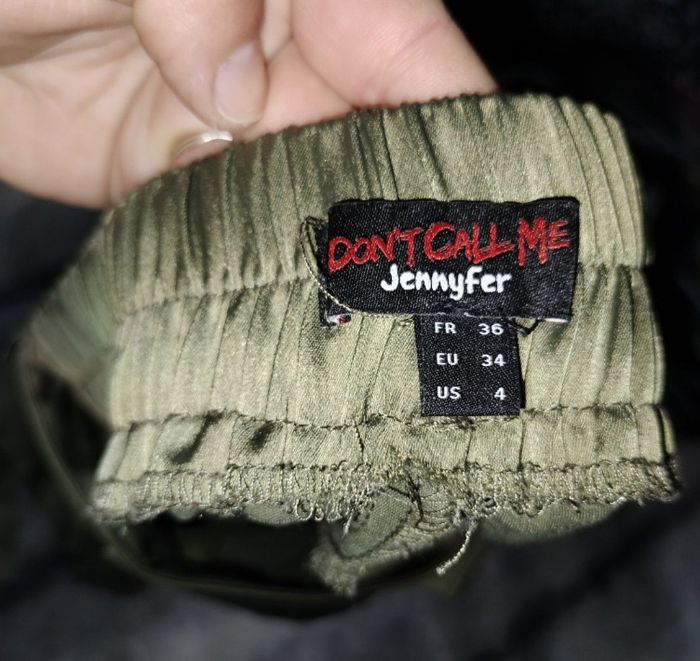 DON'T CALL ME
Jennyfer
FR 36
EU 34
US 4